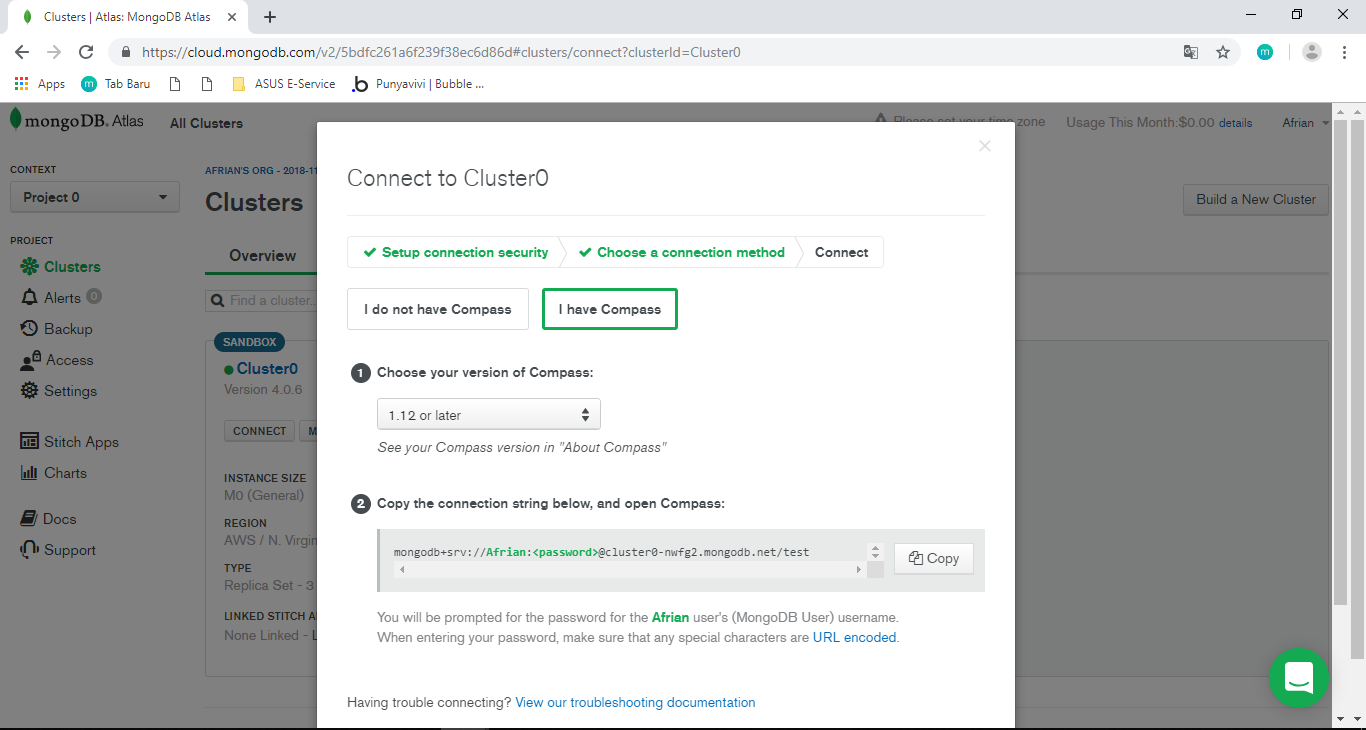 Clusters | Atlas: MongoDB Atlas
https://cloud.mongodb.com/v2/5bdfc261a6f239f38ec6d86d#clusters/connect?clusterId=Cluster0
m
Apps
m Tab Baru
ASUS E-Service
b Punyavivi | Bubble ...
mongoDB. Atlas
All Clusters
Please set your time zone
Usage This Month:$0.00 details
Afrian
CONTEXT
Project 0
AFRIAN'S ORG - 2018-11
Clusters
Build a New Cluster
PROJECT
Clusters
Alerts 0
Backup
Access
Settings
Stitch Apps
Charts
Docs
Support
Overview
Find a cluster...
SANDBOX
Cluster0
Version 4.0.6
CONNECT
M
INSTANCE SIZE
M0 (General)
REGION
AWS / N. Virgin
TYPE
Replica Set - 3
LINKED STITCH A
None Linked - L
Connect to Cluster0
Setup connection security
Choose a connection method
Connect
I do not have Compass
I have Compass
1 Choose your version of Compass:
1.12 or later
See your Compass version in "About Compass"
2 Copy the connection string below, and open Compass:
mongodb+srv://Afrian:<password>@cluster0-nwfg2.mongodb.net/test
Copy
You will be prompted for the password for the Afrian user's (MongoDB User) username.
When entering your password, make sure that any special characters are URL encoded.
Having trouble connecting? View our troubleshooting documentation